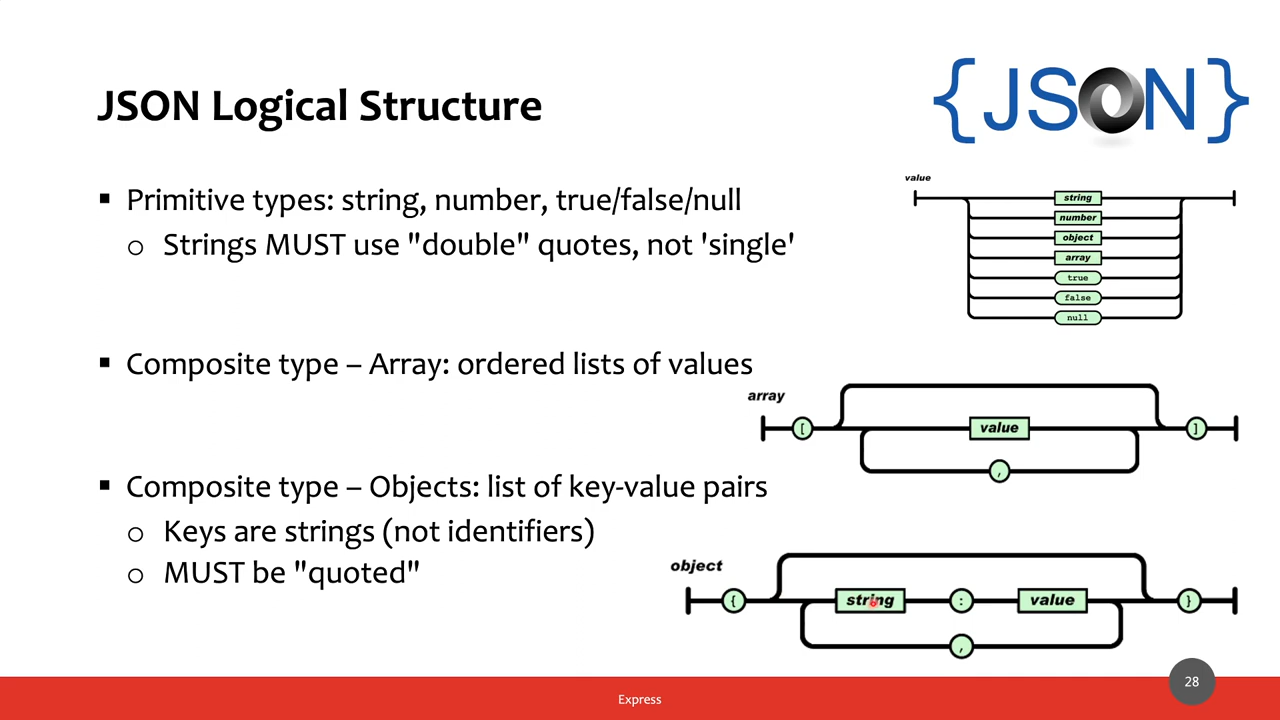 {JSON}
JSON Logical Structure
▪ Primitive types: string, number, true/false/null
o Strings MUST use "double" quotes, not 'single'
value
string
number
object
array
true
false
null
▪ Composite type – Array: ordered lists of values
array
[ value ]
,
▪ Composite type – Objects: list of key-value pairs
o Keys are strings (not identifiers)
o MUST be "quoted"
object
{ string : value }
,
28
Express